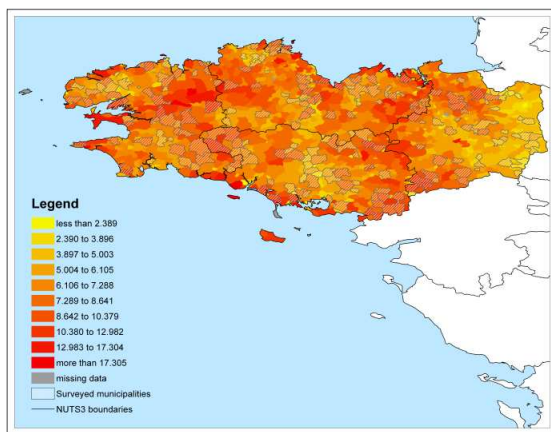 Legend
less than 2.389
2.390 to 3.896
3.897 to 5.003
5.004 to 6.105
6.106 to 7.288
7.289 to 8.641
8.642 to 10.379
10.380 to 12.982
12.983 to 17.304
more than 17.305
missing data
Surveyed municipalities
NUTS3 boundaries